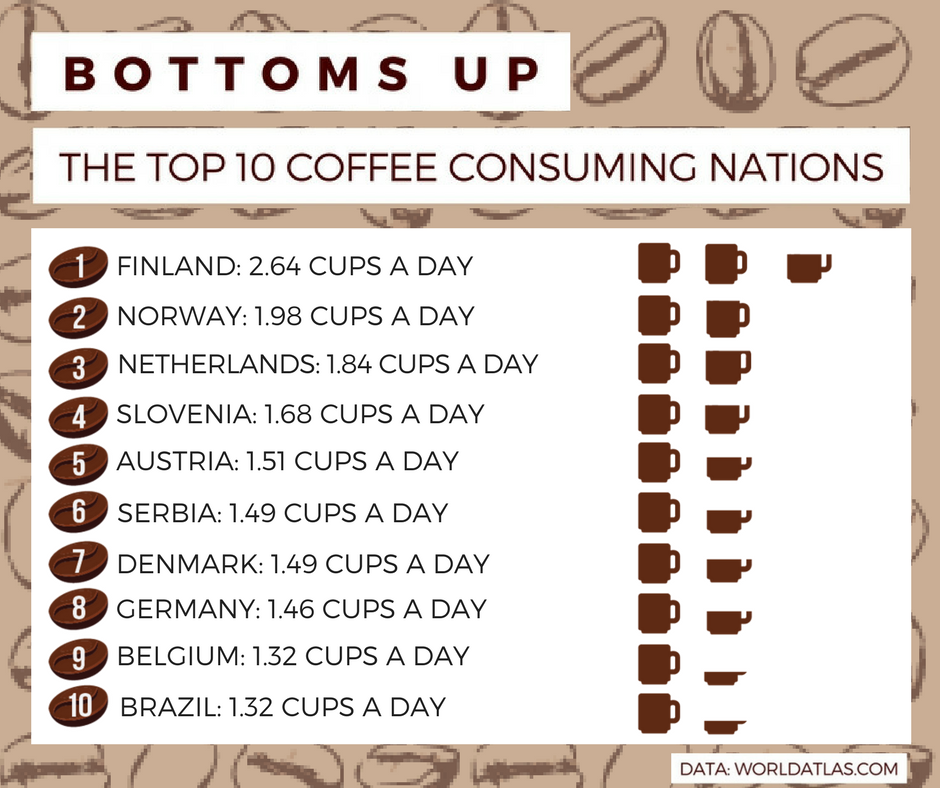 BOTTOMS UP
THE TOP 10 COFFEE CONSUMING NATIONS
1 FINLAND: 2.64 CUPS A DAY
2 NORWAY: 1.98 CUPS A DAY
3 NETHERLANDS: 1.84 CUPS A DAY
4 SLOVENIA: 1.68 CUPS A DAY
5 AUSTRIA: 1.51 CUPS A DAY
6 SERBIA: 1.49 CUPS A DAY
7 DENMARK: 1.49 CUPS A DAY
8 GERMANY: 1.46 CUPS A DAY
9 BELGIUM: 1.32 CUPS A DAY
10 BRAZIL: 1.32 CUPS A DAY
DATA: WORLDATLAS.COM